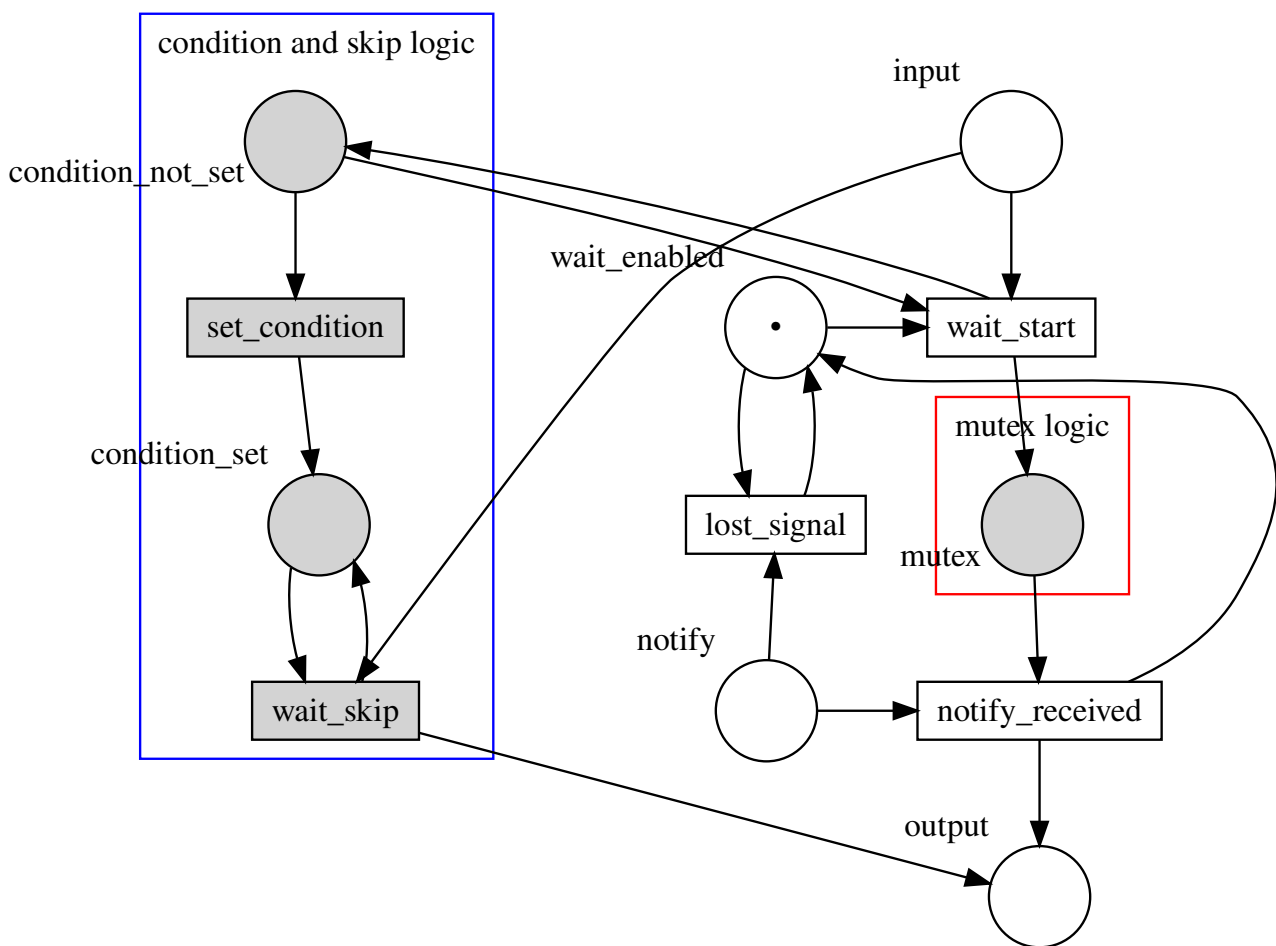 condition and skip logic
input
condition_not_set
wait_enabled
set_condition
wait_start
mutex logic
condition_set
lost_signal
mutex
notify
wait_skip
notify_received
output